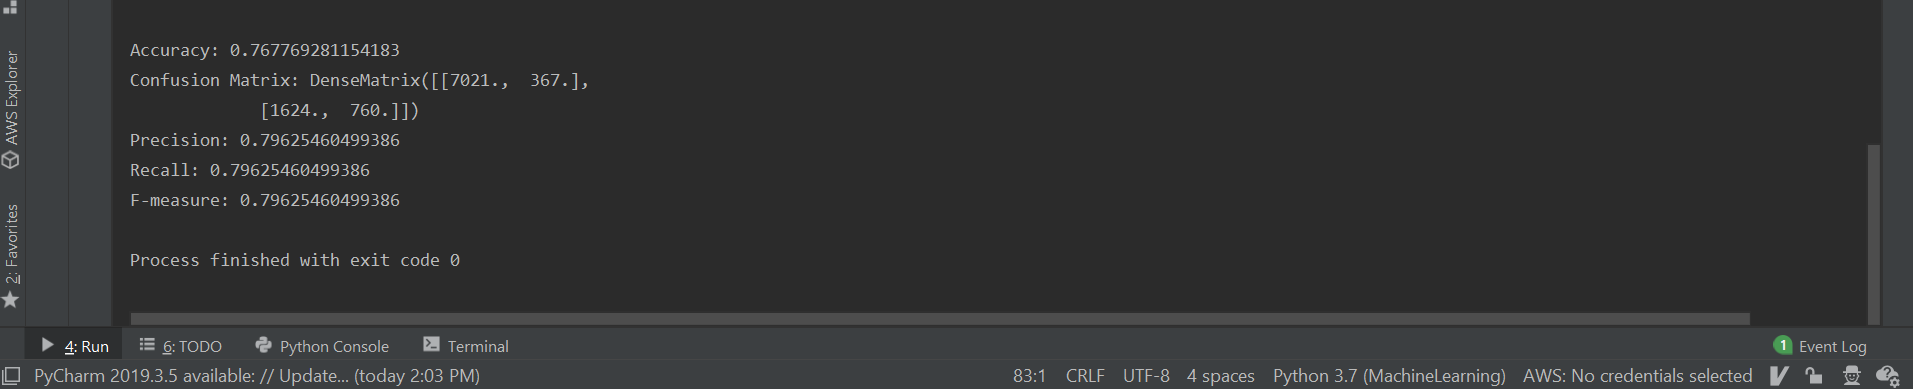 Accuracy: 0.767769281154183
Confusion Matrix: DenseMatrix([[7021.,  367.],
             [1624.,  760.]])
Precision: 0.79625460499386
Recall: 0.79625460499386
F-measure: 0.79625460499386
Process finished with exit code 0
AWS Explorer
2: Favorites
4: Run 6: TODO Python Console Terminal 1 Event Log
PyCharm 2019.3.5 available: // Update... (today 2:03 PM) 83:1 CRLF UTF-8 4 spaces Python 3.7 (MachineLearning) AWS: No credentials selected